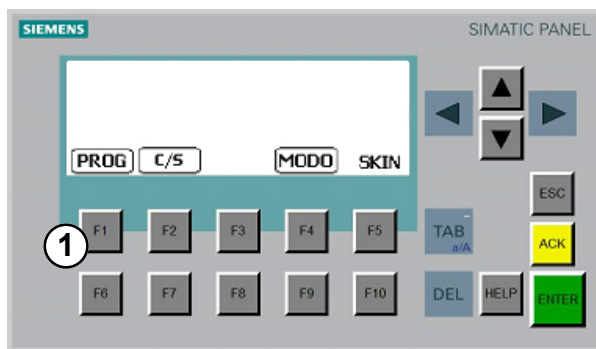 SIEMENS
SIMATIC PANEL
PROG C/S MODO SKIN
ESC
1 F1 F2 F3 F4 F5 TAB
a/A
ACK
F6 F7 F8 F9 F10 DEL HELP ENTER